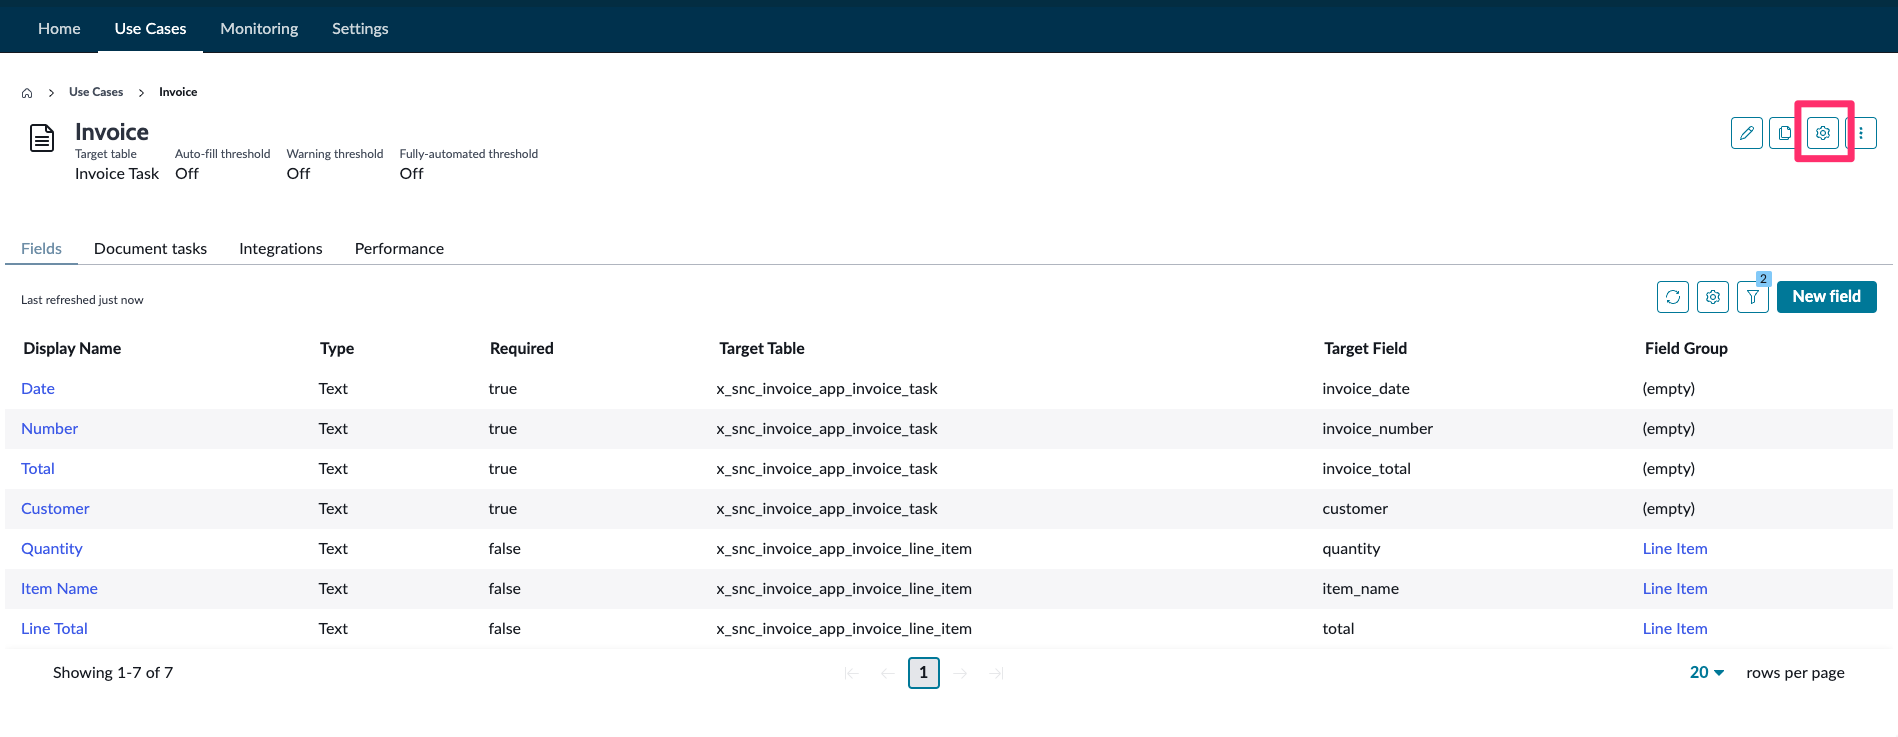 Home Use Cases Monitoring Settings
Use Cases Invoice
Invoice
Target table Auto-fill threshold Warning threshold Fully-automated threshold
Invoice Task Off Off Off
Fields Document tasks Integrations Performance
2
Last refreshed just now New field
Display Name Type Required Target Table Target Field Field Group
Date Text true x_snc_invoice_app_invoice_task invoice_date (empty)
Number Text true x_snc_invoice_app_invoice_task invoice_number (empty)
Total Text true x_snc_invoice_app_invoice_task invoice_total (empty)
Customer Text true x_snc_invoice_app_invoice_task customer (empty)
Quantity Text false x_snc_invoice_app_invoice_line_item quantity Line Item
Item Name Text false x_snc_invoice_app_invoice_line_item item_name Line Item
Line Total Text false x_snc_invoice_app_invoice_line_item total Line Item
Showing 1-7 of 7 1 20 rows per page